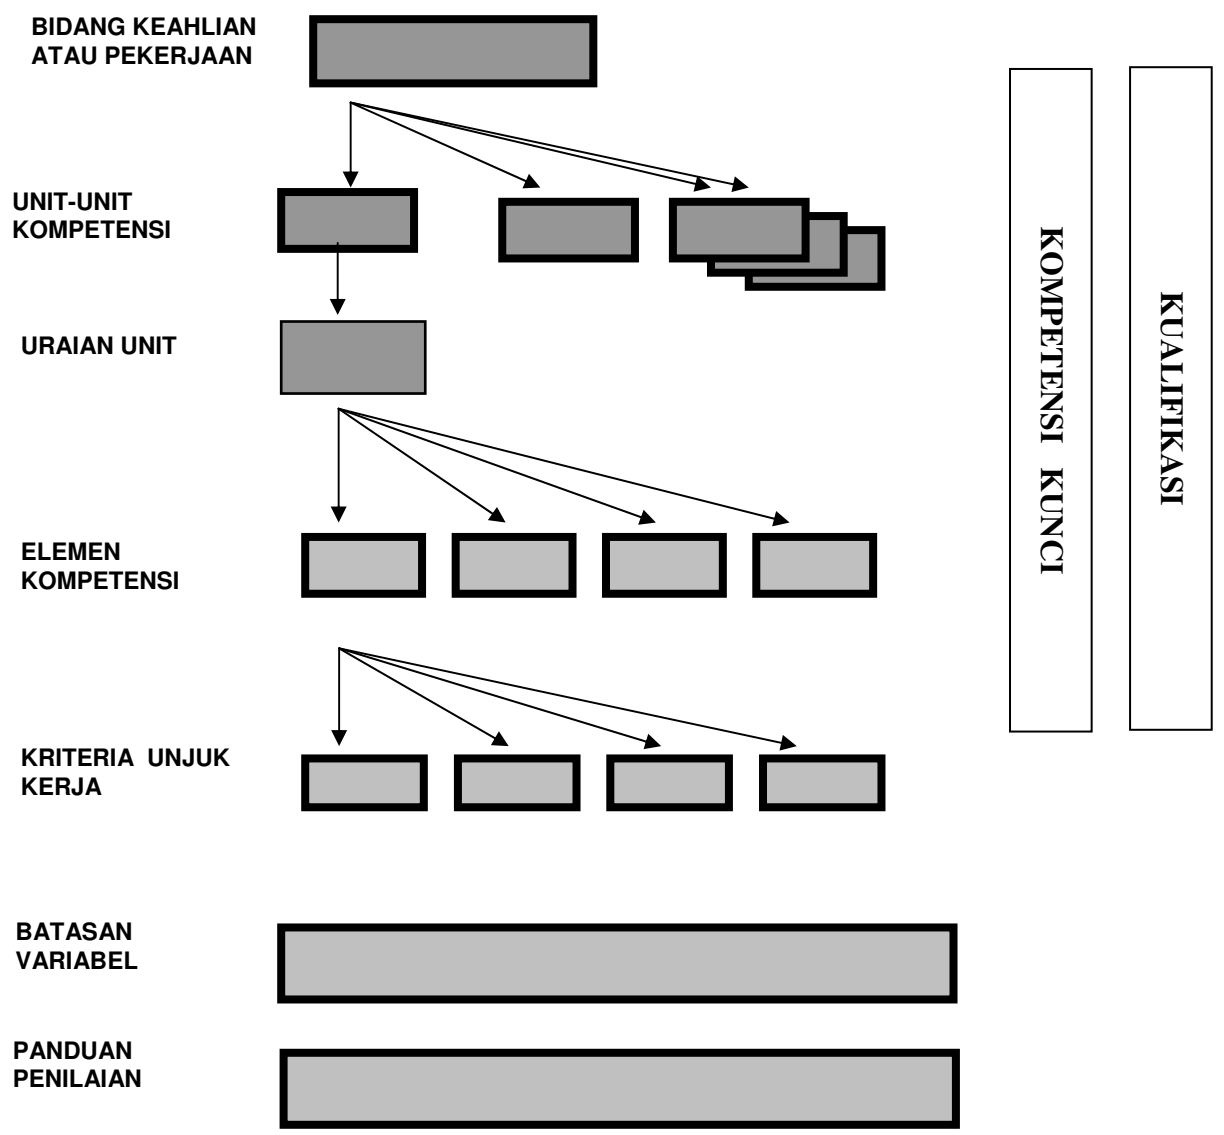 BIDANG KEAHLIAN
ATAU PEKERJAAN
UNIT-UNIT
KOMPETENSI
URAIAN UNIT
ELEMEN
KOMPETENSI
KRITERIA UNJUK
KERJA
BATASAN
VARIABEL
PANDUAN
PENILAIAN
KOMPETENSI KUNCI
KUALIFIKASI